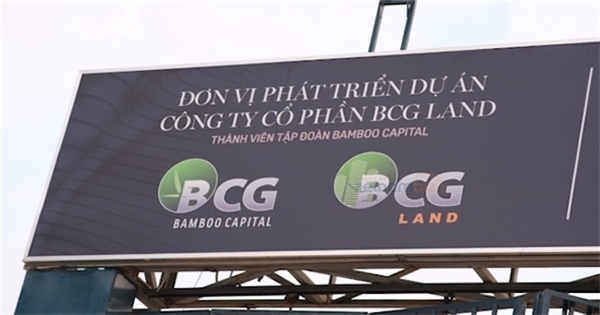 ĐƠN VỊ PHÁT TRIỂN DỰ ÁN
CÔNG TY CỔ PHẦN BCG LAND
THÀNH VIÊN TẬP ĐOÀN BAMBOO CAPITAL
BCG
BAMBOO CAPITAL
BCG
LAND